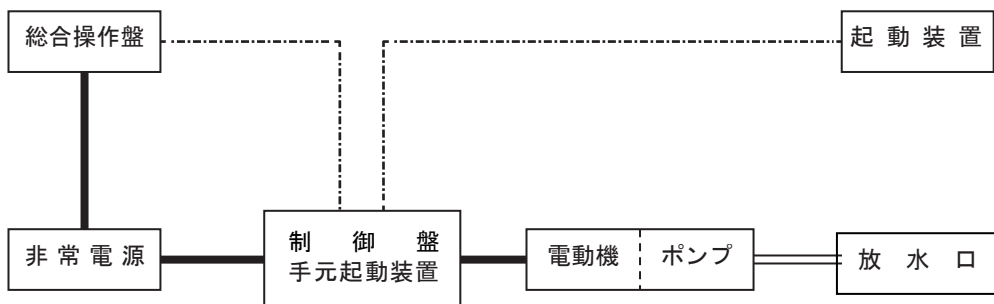 総合操作盤
起動装置
非常電源
制御盤
手元起動装置
電動機
ポンプ
放水口